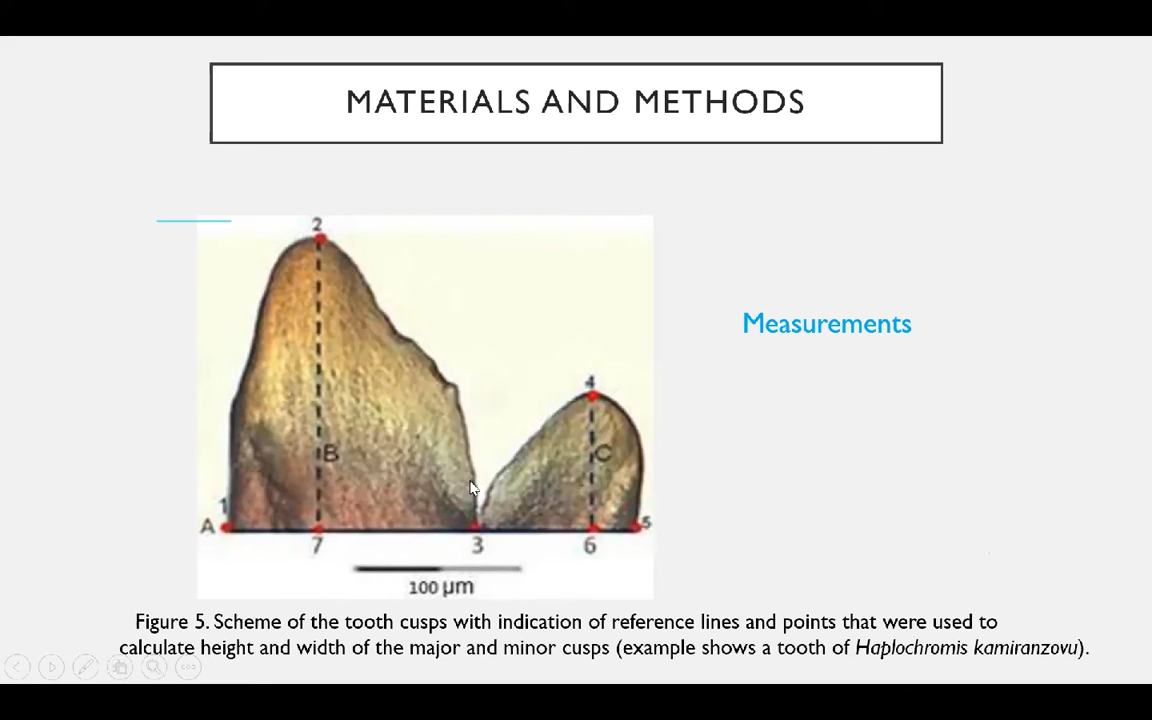 MATERIALS AND METHODS
2
Measurements
4
B
C
1
A
5
7
3
6
100 µm
Figure 5. Scheme of the tooth cusps with indication of reference lines and points that were used to
calculate height and width of the major and minor cusps (example shows a tooth of Haplochromis kamiranzovu).